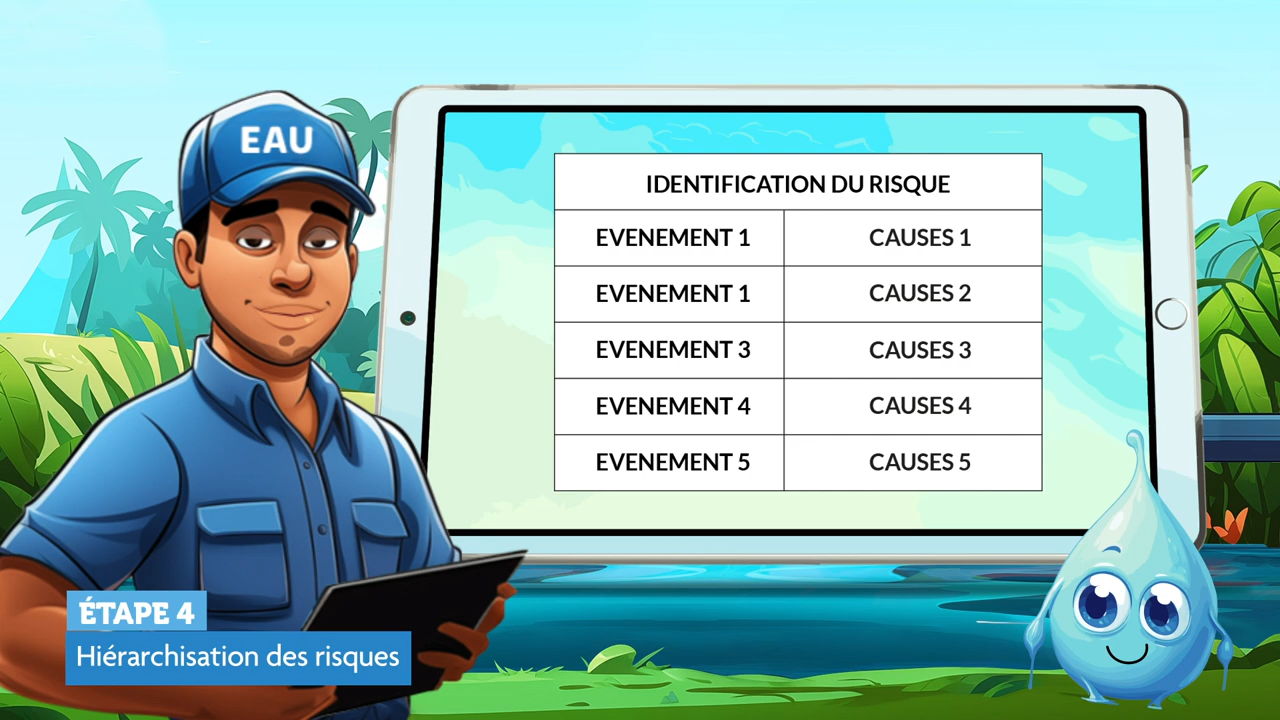 EAU
IDENTIFICATION DU RISQUE
EVENEMENT 1 CAUSES 1
EVENEMENT 1 CAUSES 2
EVENEMENT 3 CAUSES 3
EVENEMENT 4 CAUSES 4
EVENEMENT 5 CAUSES 5
ÉTAPE 4
Hiérarchisation des risques